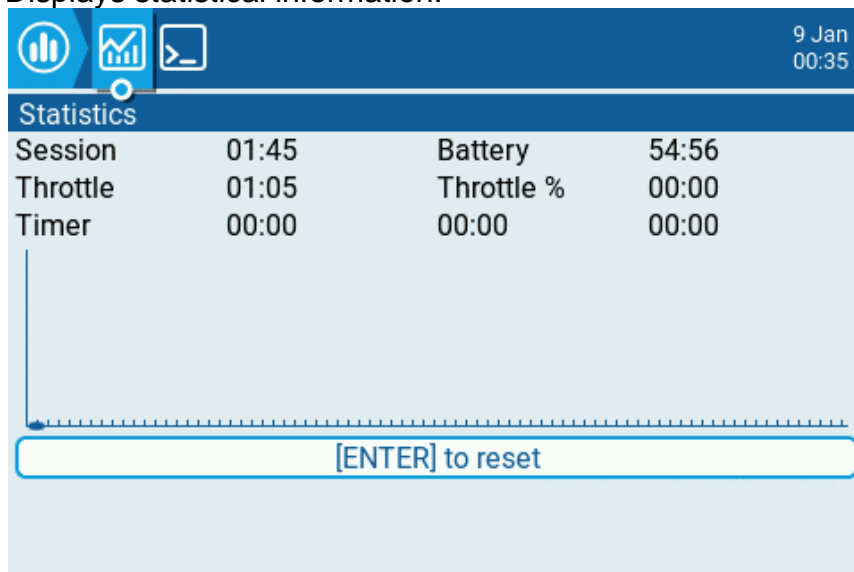 Displays statistical information.
9 Jan
00:35
Statistics
Session 01:45 Battery 54:56
Throttle 01:05 Throttle % 00:00
Timer 00:00 00:00 00:00
[ENTER] to reset